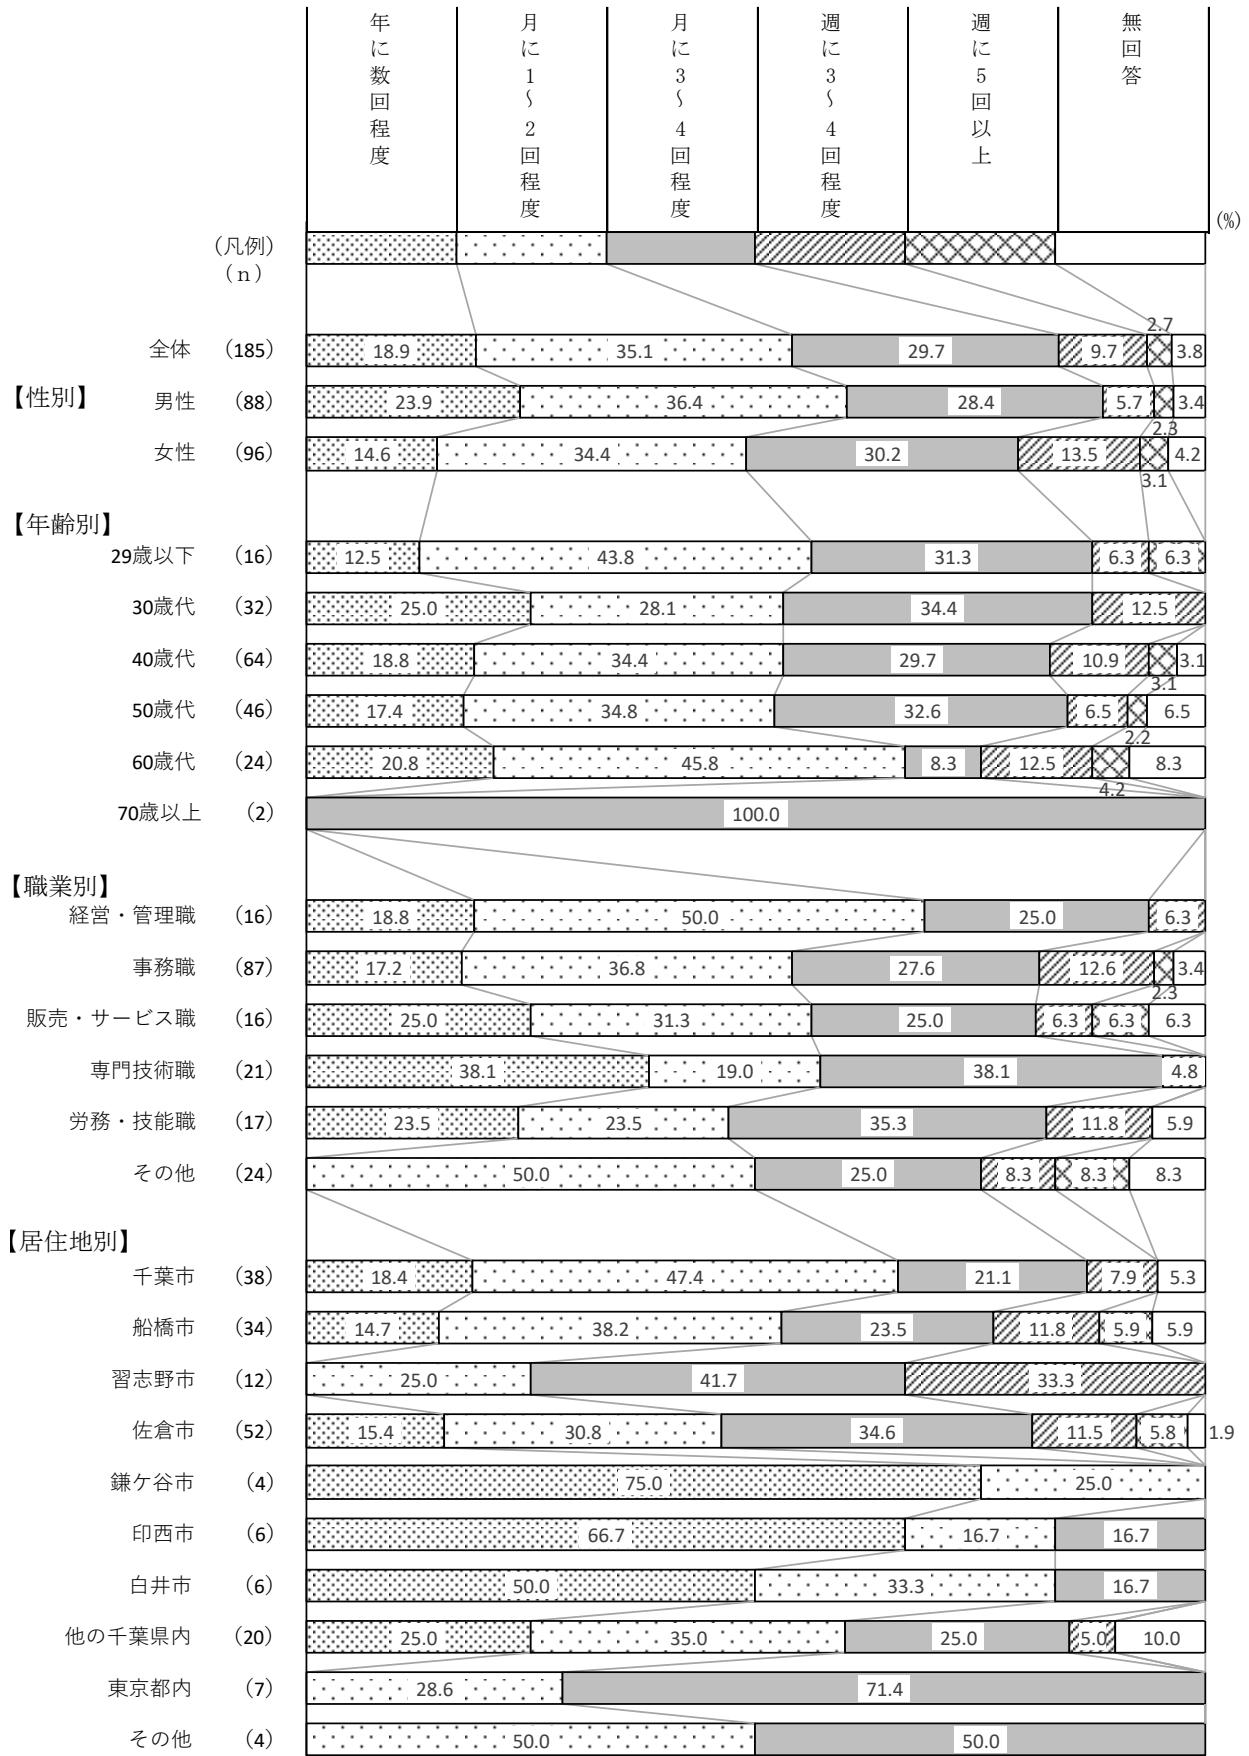 年に数回程度
月に1～2回程度
月に3～4回程度
週に3～4回程度
週に5回以上
無回答
(%)
(凡例)
(n)
全体 (185) 18.9 35.1 29.7 9.7 2.7 3.8
【性別】 男性 (88) 23.9 36.4 28.4 5.7 2.3 3.4
女性 (96) 14.6 34.4 30.2 13.5 3.1 4.2
【年齢別】
29歳以下 (16) 12.5 43.8 31.3 6.3 6.3
30歳代 (32) 25.0 28.1 34.4 12.5
40歳代 (64) 18.8 34.4 29.7 10.9 3.1 3.1
50歳代 (46) 17.4 34.8 32.6 6.5 2.2 6.5
60歳代 (24) 20.8 45.8 8.3 12.5 4.2 8.3
70歳以上 (2) 100.0
【職業別】
経営・管理職 (16) 18.8 50.0 25.0 6.3
事務職 (87) 17.2 36.8 27.6 12.6 2.3 3.4
販売・サービス職 (16) 25.0 31.3 25.0 6.3 6.3 6.3
専門技術職 (21) 38.1 19.0 38.1 4.8
労務・技能職 (17) 23.5 23.5 35.3 11.8 5.9
その他 (24) 50.0 25.0 8.3 8.3 8.3
【居住地別】
千葉市 (38) 18.4 47.4 21.1 7.9 5.3
船橋市 (34) 14.7 38.2 23.5 11.8 5.9 5.9
習志野市 (12) 25.0 41.7 33.3
佐倉市 (52) 15.4 30.8 34.6 11.5 5.8 1.9
鎌ケ谷市 (4) 75.0 25.0
印西市 (6) 66.7 16.7 16.7
白井市 (6) 50.0 33.3 16.7
他の千葉県内 (20) 25.0 35.0 25.0 5.0 10.0
東京都内 (7) 28.6 71.4
その他 (4) 50.0 50.0